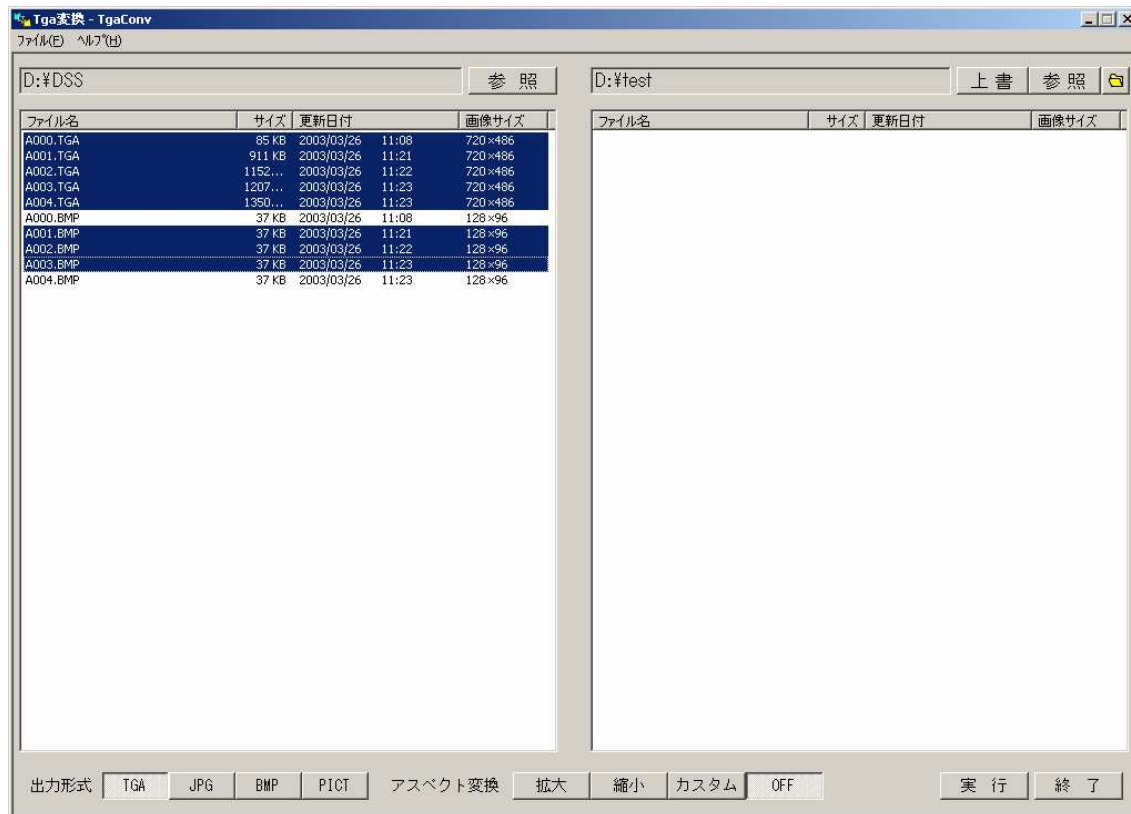 Tga変換 - TgaConv
ファイル(F) ヘルプ(H)
D:¥DSS 参 照 D:¥test 上 書 参 照
ファイル名 サイズ 更新日付 画像サイズ ファイル名 サイズ 更新日付 画像サイズ
A000.TGA 85 KB 2003/03/26 11:08 720×486
A001.TGA 911 KB 2003/03/26 11:21 720×486
A002.TGA 1152... 2003/03/26 11:22 720×486
A003.TGA 1207... 2003/03/26 11:23 720×486
A004.TGA 1350... 2003/03/26 11:23 720×486
A000.BMP 37 KB 2003/03/26 11:08 128×96
A001.BMP 37 KB 2003/03/26 11:21 128×96
A002.BMP 37 KB 2003/03/26 11:22 128×96
A003.BMP 37 KB 2003/03/26 11:23 128×96
A004.BMP 37 KB 2003/03/26 11:23 128×96
出力形式 TGA JPG BMP PICT アスペクト変換 拡大 縮小 カスタム OFF 実 行 終 了